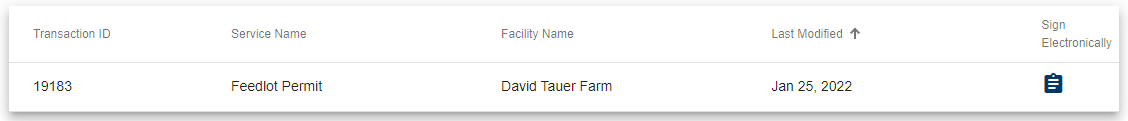 Transaction ID Service Name Facility Name Last Modified Sign Electronically
19183 Feedlot Permit David Tauer Farm Jan 25, 2022